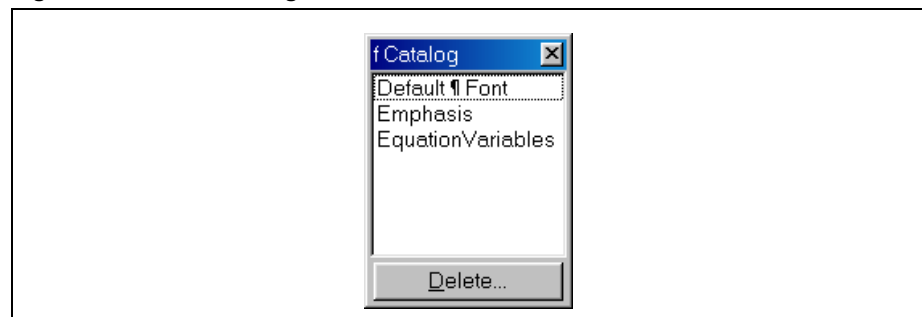 f Catalog
Default ¶ Font
Emphasis
EquationVariables
Delete...